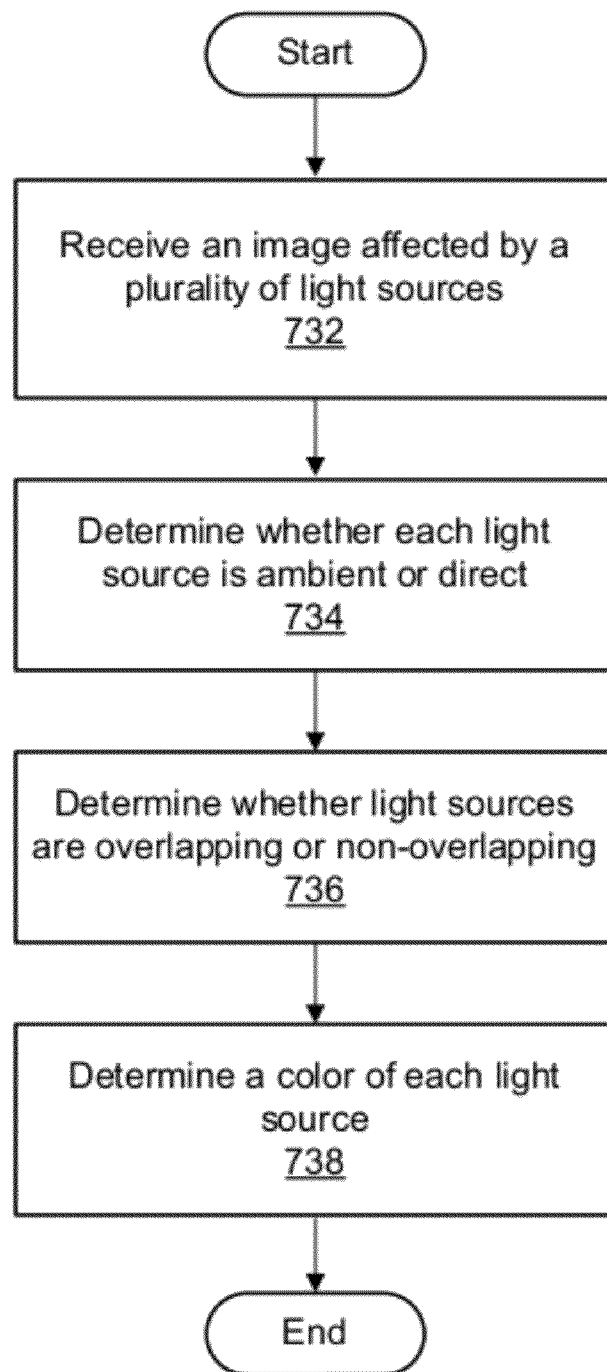 Start
Receive an image affected by a
plurality of light sources
732
Determine whether each light
source is ambient or direct
734
Determine whether light sources
are overlapping or non-overlapping
736
Determine a color of each light
source
738
End